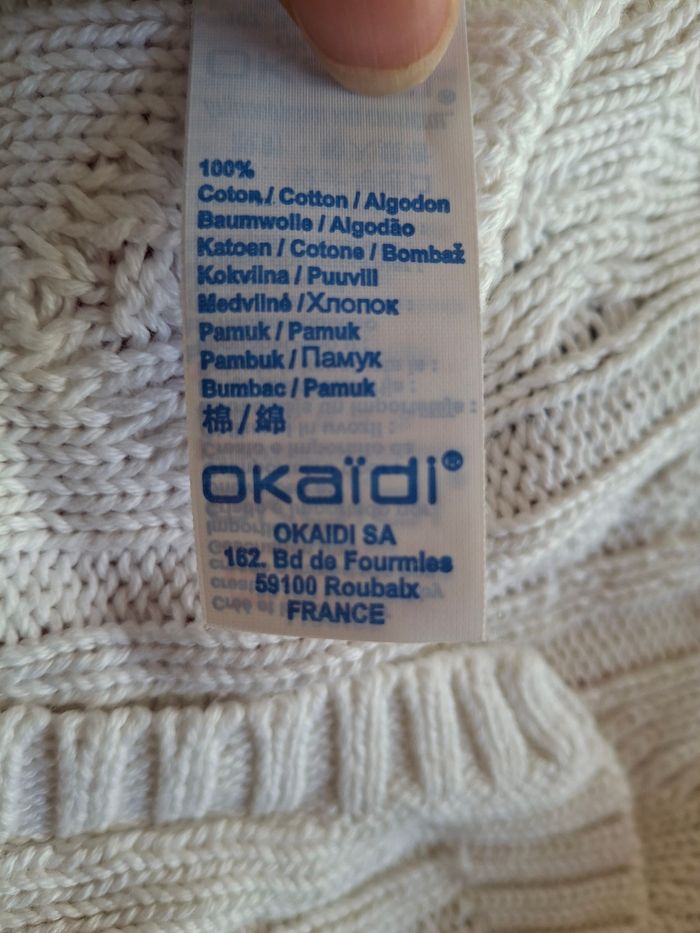 100%
Coton / Cotton / Algodon
Baumwolle / Algodão
Katoen / Cotone / Bombaž
Kokvilna / Puuvill
Medvilné / Хлопок
Pamuk / Pamuk
Pambuk / Памук
Bumbac / Pamuk
棉 / 綿
okaïdi®
OKAIDI SA
162. Bd de Fourmies
59100 Roubaix
FRANCE